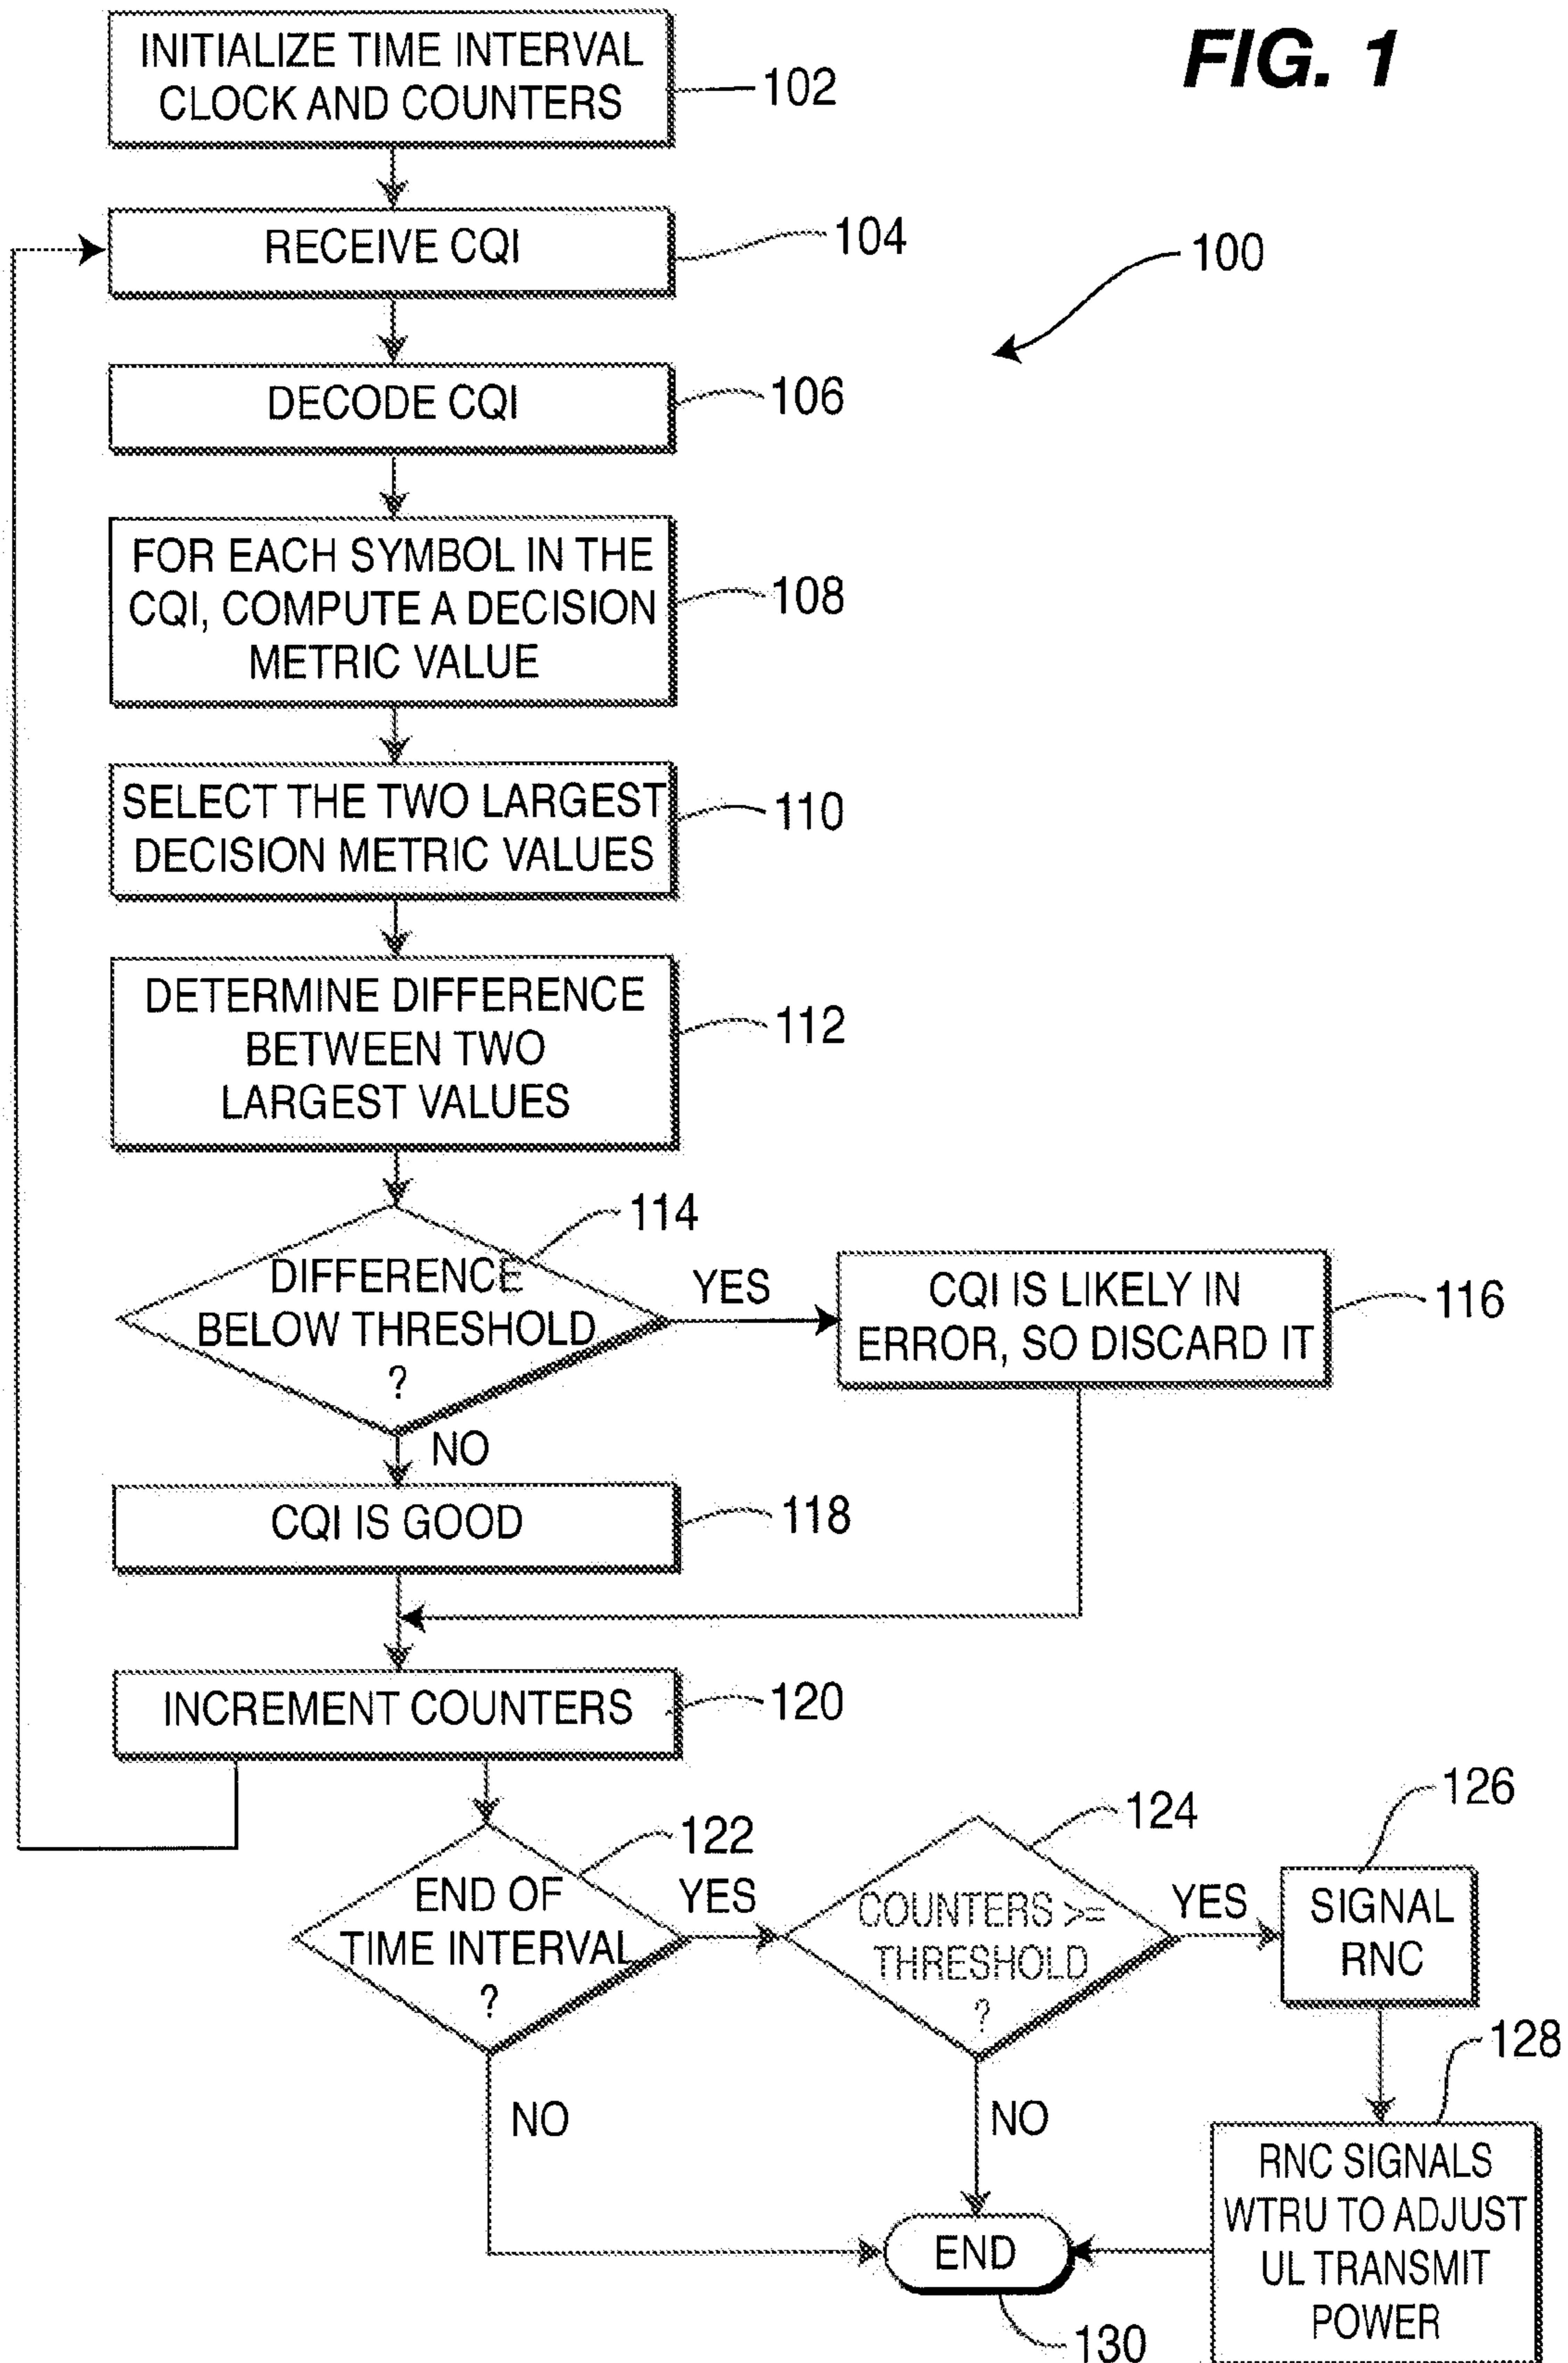 FIG. 1
INITIALIZE TIME INTERVAL
CLOCK AND COUNTERS
102
RECEIVE CQI
104
100
DECODE CQI
106
FOR EACH SYMBOL IN THE
CQI, COMPUTE A DECISION
METRIC VALUE
108
SELECT THE TWO LARGEST
DECISION METRIC VALUES
110
DETERMINE DIFFERENCE
BETWEEN TWO
LARGEST VALUES
112
114
DIFFERENCE
BELOW THRESHOLD
?
YES
CQI IS LIKELY IN
ERROR, SO DISCARD IT
116
NO
CQI IS GOOD
118
INCREMENT COUNTERS
120
122
END OF
TIME INTERVAL
?
YES
NO
124
COUNTERS >=
THRESHOLD
?
YES
NO
126
SIGNAL
RNC
128
RNC SIGNALS
WTRU TO ADJUST
UL TRANSMIT
POWER
END
130